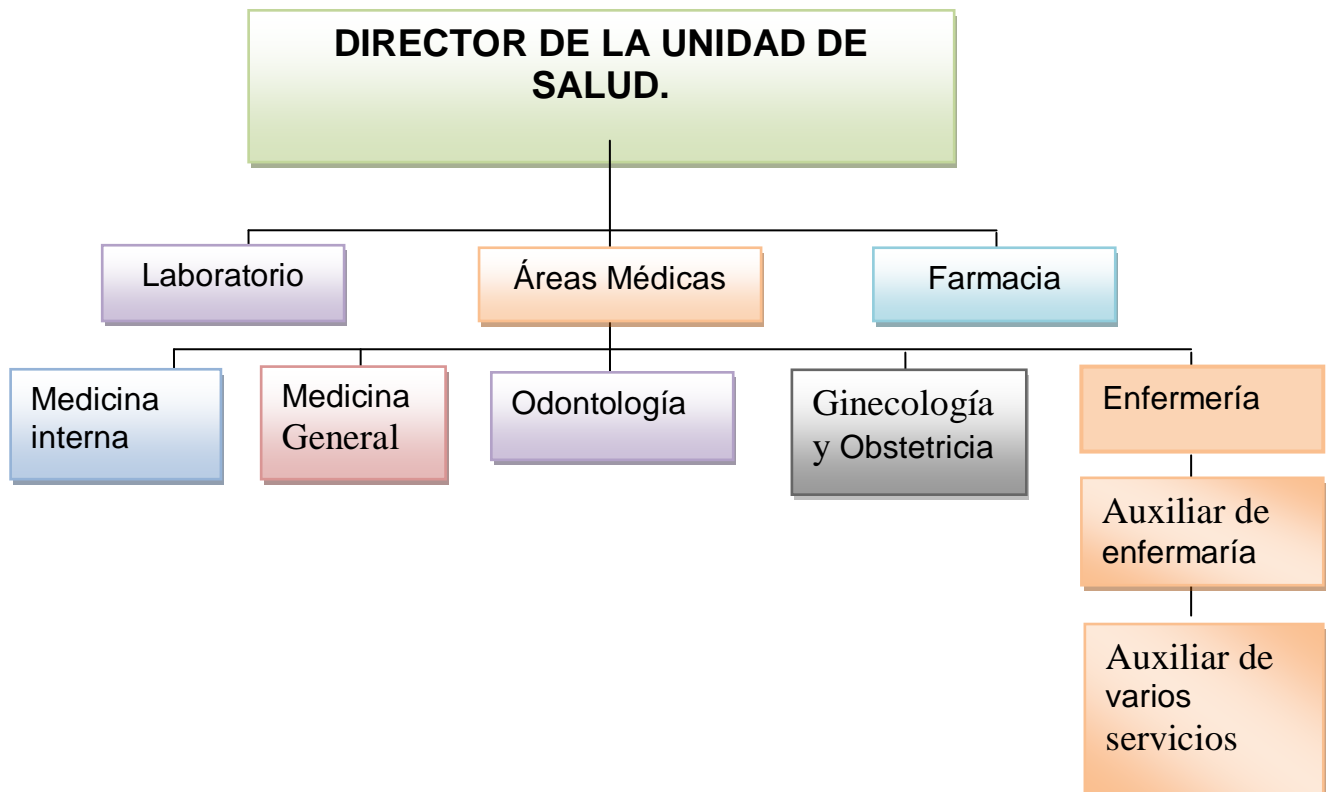 DIRECTOR DE LA UNIDAD DE
SALUD.
Laboratorio
Áreas Médicas
Farmacia
Medicina
interna
Medicina
General
Odontología
Ginecología
y Obstetricia
Enfermería
Auxiliar de
enfermaría
Auxiliar de
varios
servicios